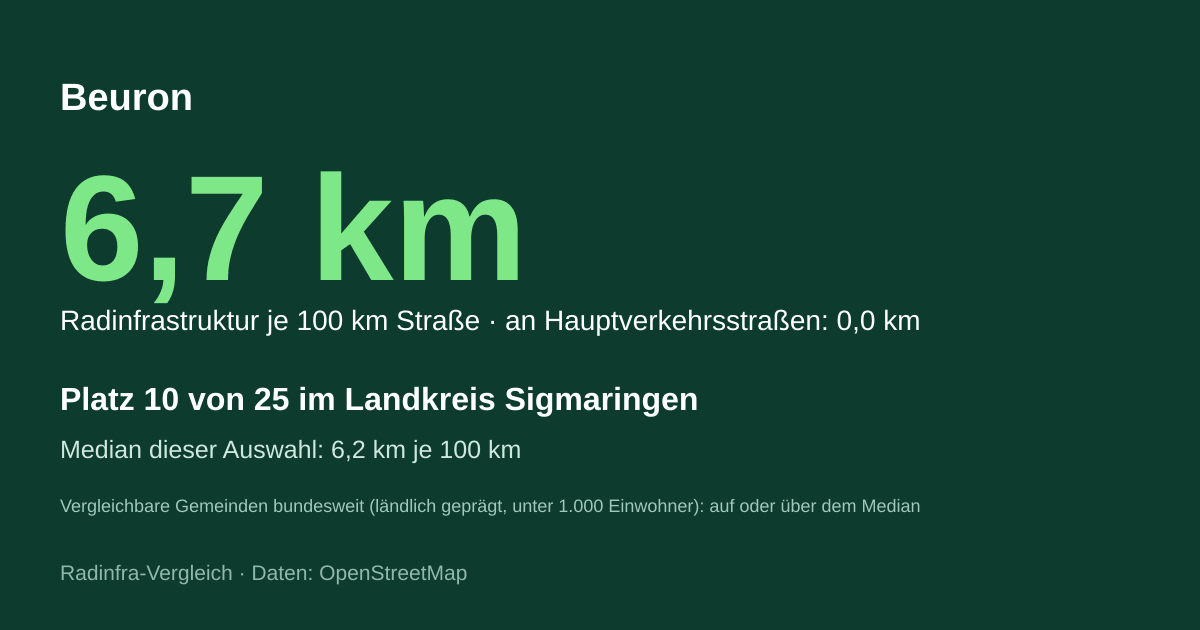 Beuron
6,7 km
Radinfrastruktur je 100 km Straße · an Hauptverkehrsstraßen: 0,0 km
Platz 10 von 25 im Landkreis Sigmaringen
Median dieser Auswahl: 6,2 km je 100 km
Vergleichbare Gemeinden bundesweit (ländlich geprägt, unter 1.000 Einwohner): auf oder über dem Median
Radinfra-Vergleich · Daten: OpenStreetMap